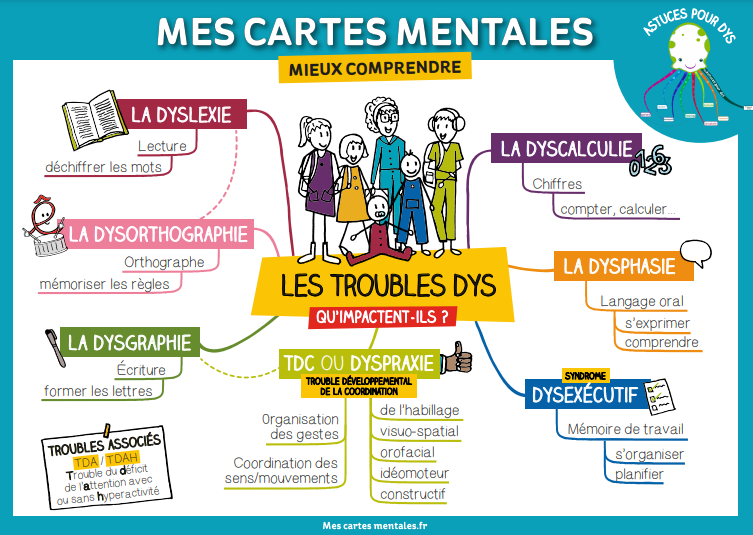 MES CARTES MENTALES
MIEUX COMPRENDRE
ASTUCES POUR DYS
LA DYSLEXIE
Lecture
déchiffrer les mots
LA DYSORTHOGRAPHIE
Orthographe
mémoriser les règles
LA DYSGRAPHIE
Écriture
former les lettres
TROUBLES ASSOCIÉS
TDA / TDAH
Trouble du déficit
de l'attention avec
ou sans hyperactivité
LES TROUBLES DYS
QU'IMPACTENT-ILS ?
TDC OU DYSPRAXIE
TROUBLE DÉVELOPPEMENTAL
DE LA COORDINATION
Organisation
des gestes
Coordination des
sens/mouvements
de l'habillage
visuo-spatial
orofacial
idéomoteur
constructif
LA DYSCALCULIE
Chiffres
compter, calculer...
LA DYSPHASIE
Langage oral
s'exprimer
comprendre
SYNDROME
DYSEXÉCUTIF
Mémoire de travail
s'organiser
planifier
Mes cartes mentales.fr